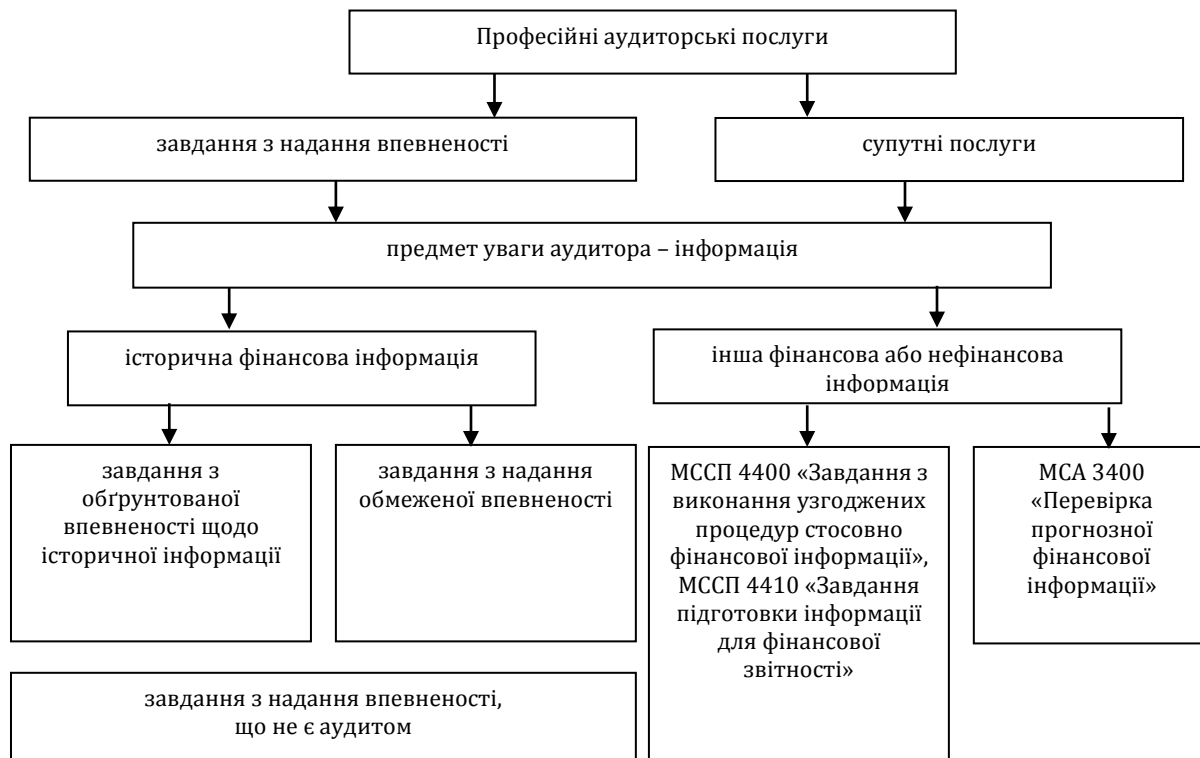 Професійні аудиторські послуги
завдання з надання впевненості
супутні послуги
предмет уваги аудитора – інформація
історична фінансова інформація
інша фінансова або нефінансова
інформація
завдання з
обґрунтованої
впевненості щодо
історичної інформації
завдання з надання
обмеженої впевненості
МССП 4400 «Завдання з
виконання узгоджених
процедур стосовно
фінансової інформації»,
МССП 4410 «Завдання
підготовки інформації
для фінансової
звітності»
МСА 3400
«Перевірка
прогнозної
фінансової
інформації»
завдання з надання впевненості,
що не є аудитом